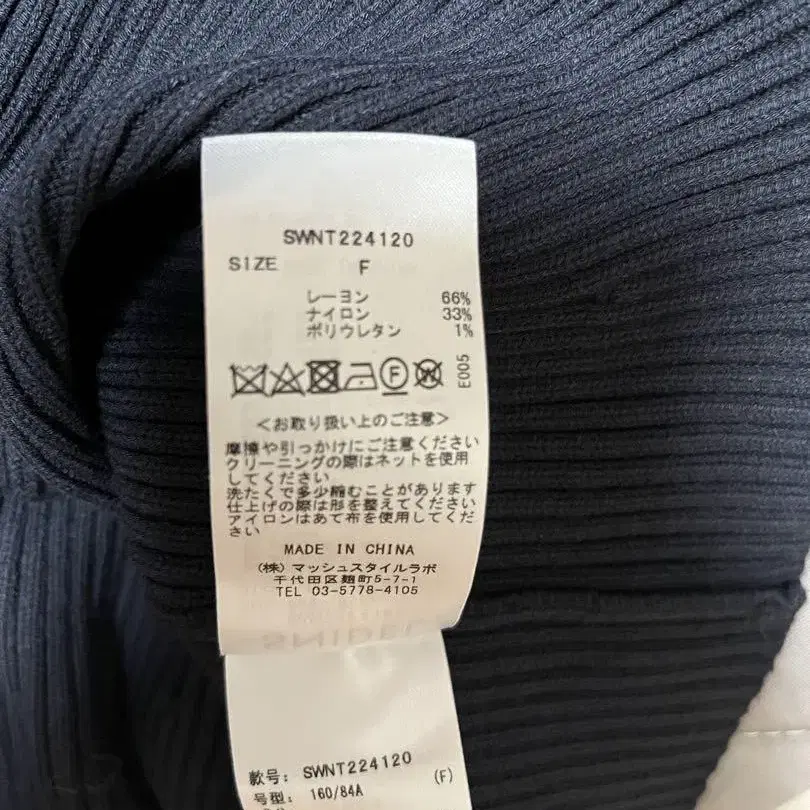 SWNT224120
SIZE F
レーヨン 66%
ナイロン 33%
ポリウレタン 1%
F W E005
<お取り扱い上のご注意>
摩擦や引っかけにご注意ください
クリーニングの際はネットを使用
してください
洗たくで多少縮むことがあります
仕上げの際は形を整えてください
アイロンはあて布を使用してくだ
さい
MADE IN CHINA
(株) マッシュスタイルラボ
千代田区麹町5-7-1
TEL 03-5778-4105
款号: SWNT224120 (F)
号型: 160/84A